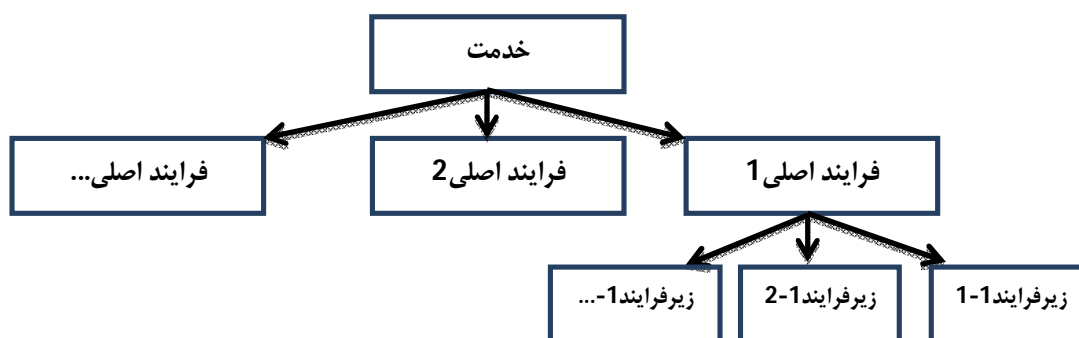 خدمت
فرایند اصلی1
فرایند اصلی2
فرایند اصلی...
زیرفرایند1-1
زیرفرایند1-2
زیرفرایند1-...